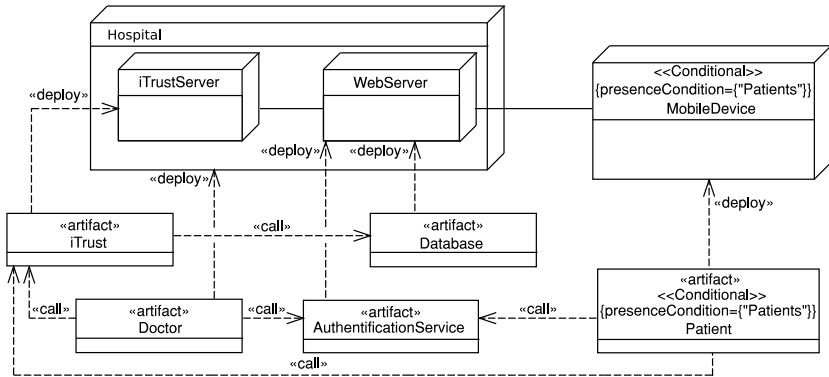 Hospital
iTrustServer
WebServer
<<Conditional>>
{presenceCondition={"Patients"}}
MobileDevice
«deploy»
«deploy»
«deploy»
«deploy»
«deploy»
«artifact»
iTrust
«call»
«artifact»
Database
«call»
«artifact»
Doctor
«call»
«artifact»
AuthentificationService
«call»
«artifact»
<<Conditional>>
{presenceCondition={"Patients"}}
Patient
«call»